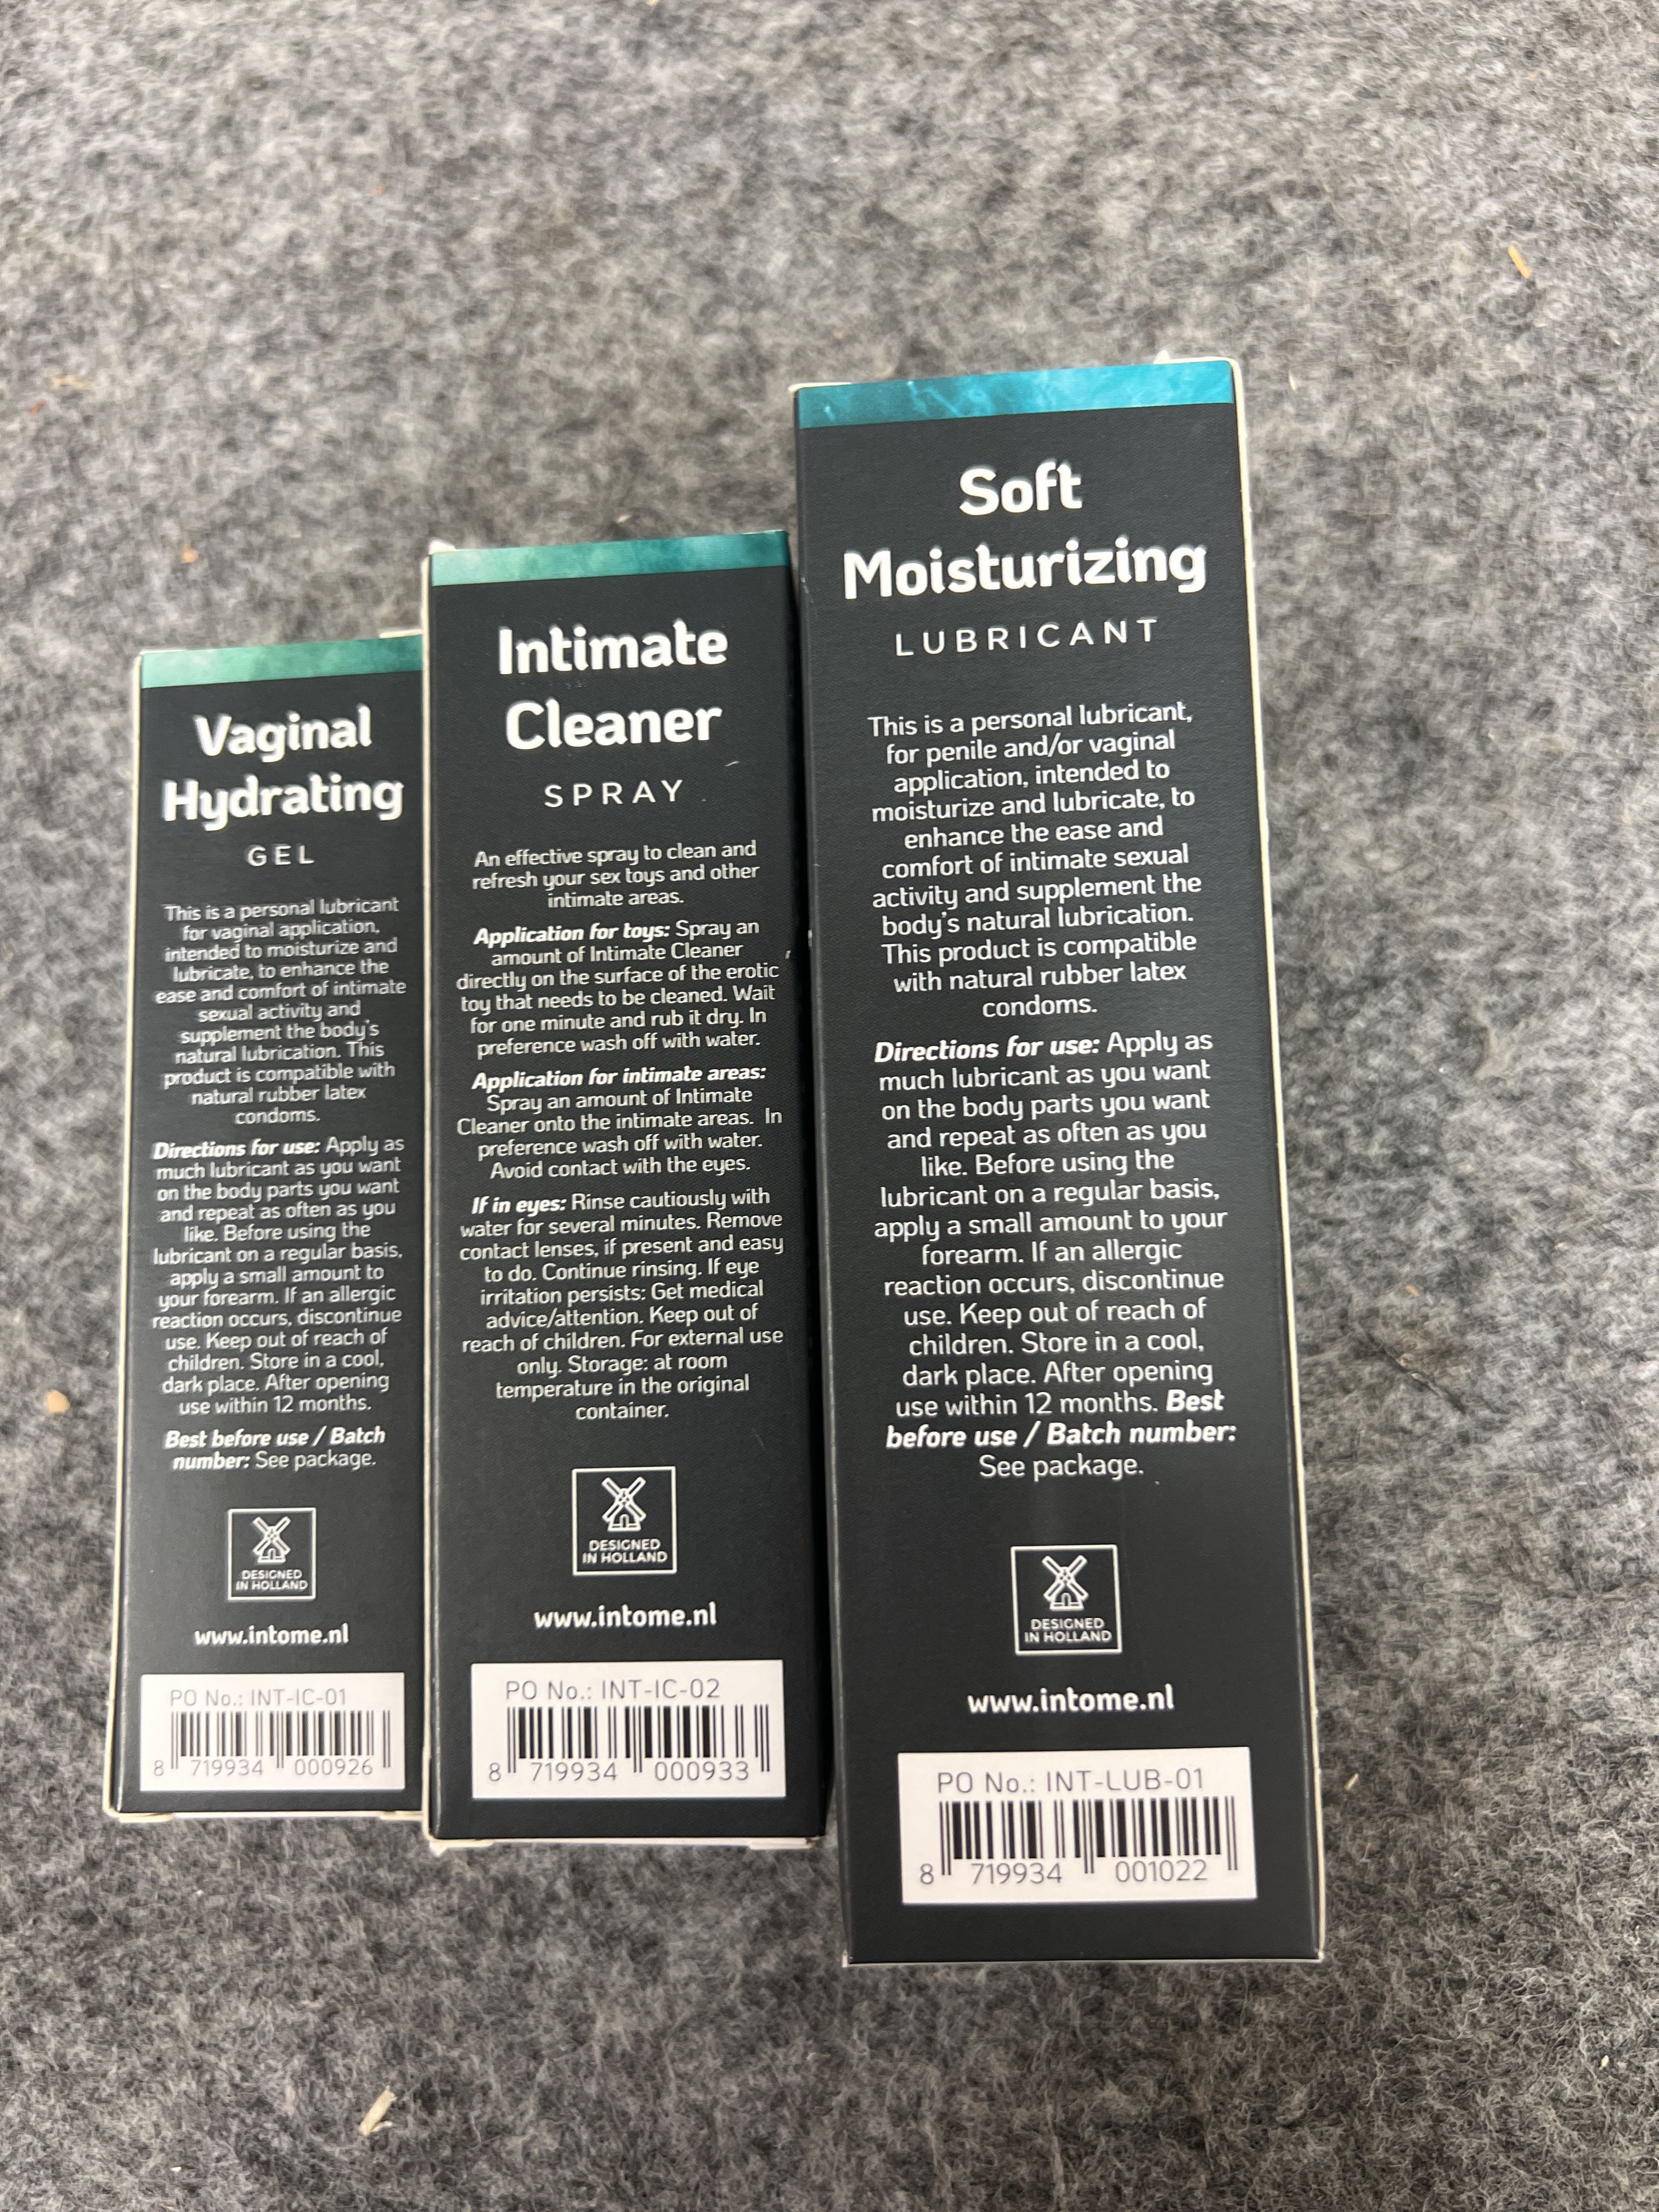 Vaginal
Hydrating
GEL
This is a personal lubricant
for vaginal application,
intended to moisturize and
lubricate, to enhance the
ease and comfort of intimate
sexual activity and
supplement the body's
natural lubrication. This
product is compatible with
natural rubber latex
condoms.
Directions for use: Apply as
much lubricant as you want
on the body parts you want
and repeat as often as you
like. Before using the
lubricant on a regular basis,
apply a small amount to
your forearm. If an allergic
reaction occurs, discontinue
use. Keep out of reach of
children. Store in a cool,
dark place. After opening
use within 12 months.
Best before use / Batch
number: See package.
DESIGNED
IN HOLLAND
www.intome.nl
PO No.: INT-IC-01
8 719934 000926
Intimate
Cleaner
SPRAY
An effective spray to clean and
refresh your sex toys and other
intimate areas.
Application for toys: Spray an
amount of Intimate Cleaner
directly on the surface of the erotic
toy that needs to be cleaned. Wait
for one minute and rub it dry. In
preference wash off with water.
Application for intimate areas:
Spray an amount of Intimate
Cleaner onto the intimate areas. In
preference wash off with water.
Avoid contact with the eyes.
If in eyes: Rinse cautiously with
water for several minutes. Remove
contact lenses, if present and easy
to do. Continue rinsing. If eye
irritation persists: Get medical
advice/attention. Keep out of
reach of children. For external use
only. Storage: at room
temperature in the original
container.
DESIGNED
IN HOLLAND
www.intome.nl
PO No.: INT-IC-02
8 719934 000933
Soft
Moisturizing
LUBRICANT
This is a personal lubricant,
for penile and/or vaginal
application, intended to
moisturize and lubricate, to
enhance the ease and
comfort of intimate sexual
activity and supplement the
body's natural lubrication.
This product is compatible
with natural rubber latex
condoms.
Directions for use: Apply as
much lubricant as you want
on the body parts you want
and repeat as often as you
like. Before using the
lubricant on a regular basis,
apply a small amount to your
forearm. If an allergic
reaction occurs, discontinue
use. Keep out of reach of
children. Store in a cool,
dark place. After opening
use within 12 months. Best
before use / Batch number:
See package.
DESIGNED
IN HOLLAND
www.intome.nl
PO No.: INT-LUB-01
8 719934 001022